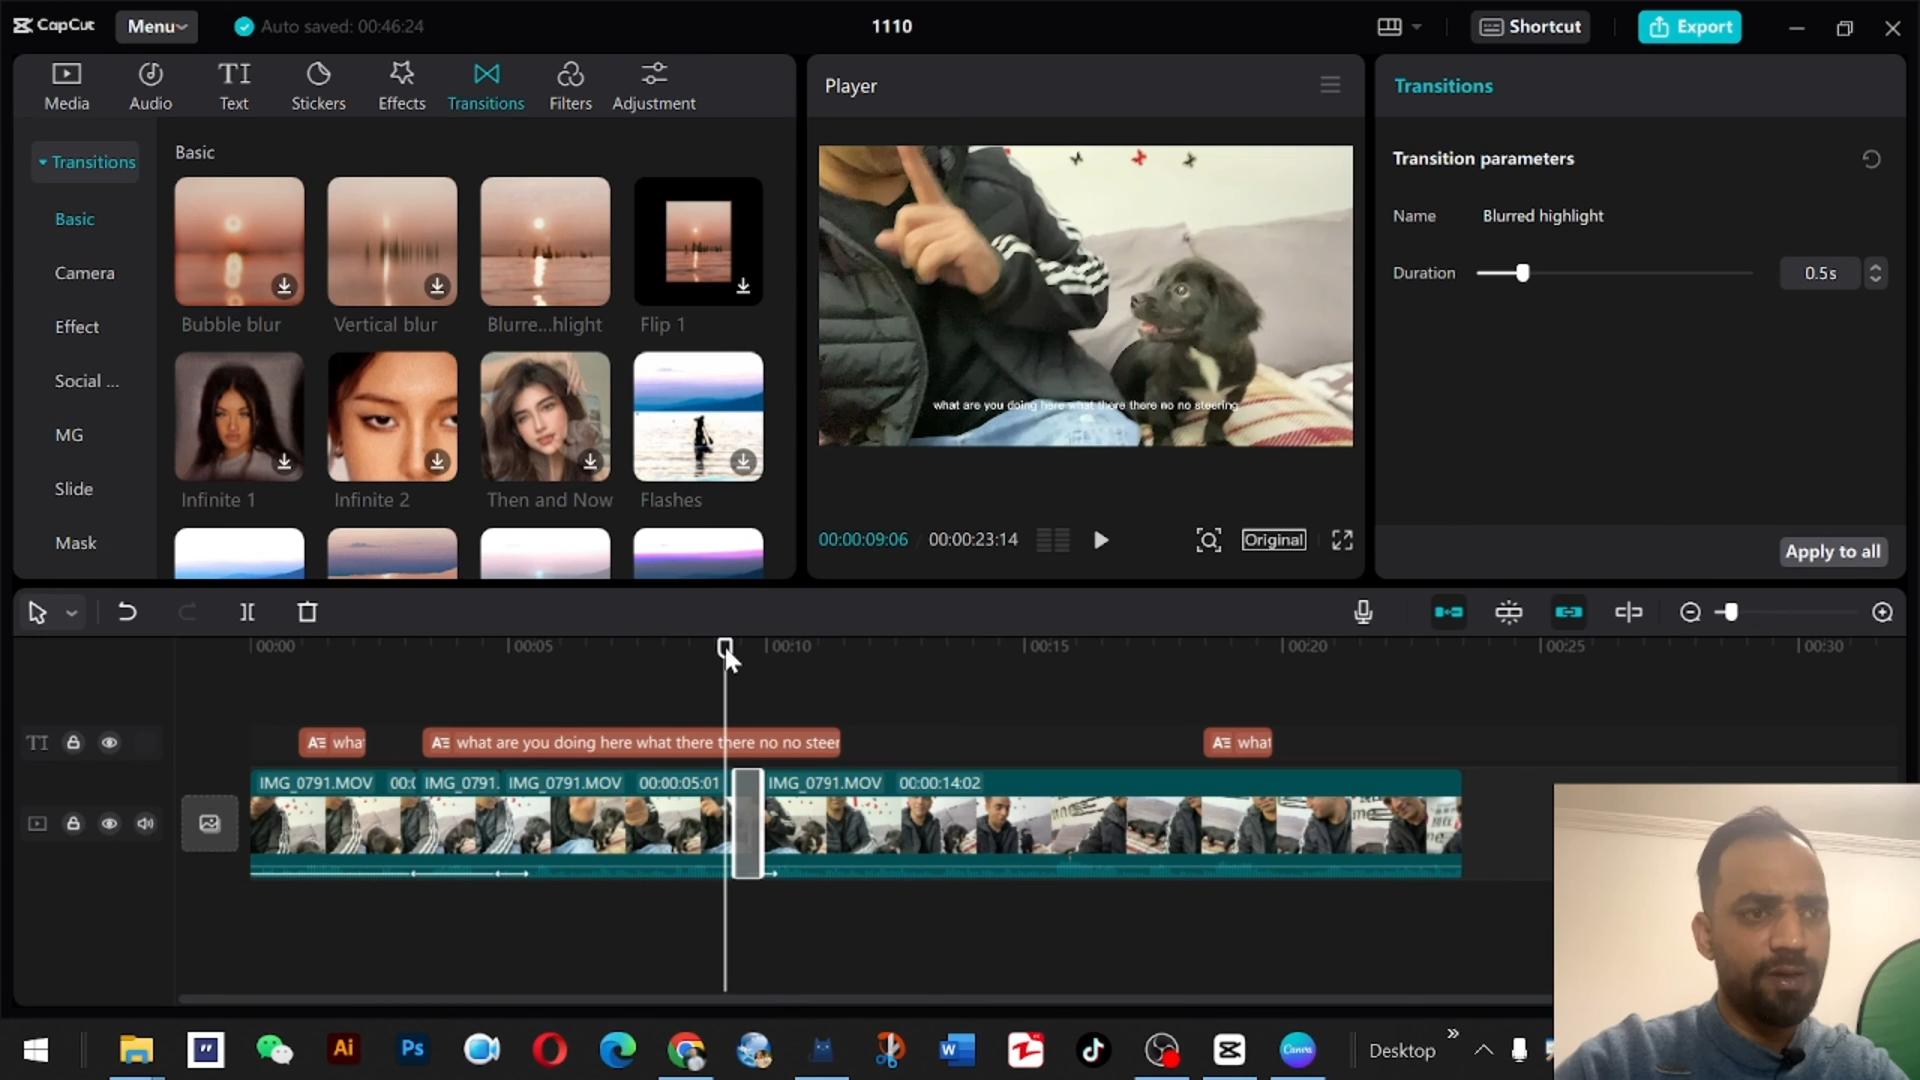 CapCut
Menu
Auto saved: 00:46:24
1110
Shortcut
Export
Media
Audio
TI
Text
Stickers
Effects
Transitions
Filters
Adjustment
Player
Transitions
Transitions
Basic
Camera
Effect
Social ...
MG
Slide
Mask
Basic
Bubble blur
Vertical blur
Blurre...hlight
Flip 1
Infinite 1
Infinite 2
Then and Now
Flashes
what are you doing here what there there no no steering
00:00:09:06
00:00:23:14
Original
Transition parameters
Name
Blurred highlight
Duration
0.5s
Apply to all
00:00
00:05
00:10
00:15
00:20
00:25
00:30
TI
A what
A what are you doing here what there there no no steer
A what
IMG_0791.MOV 00:0
IMG_0791.
IMG_0791.MOV 00:00:05:01
IMG_0791.MOV 00:00:14:02
Ai
Ps
W
Canva
Desktop